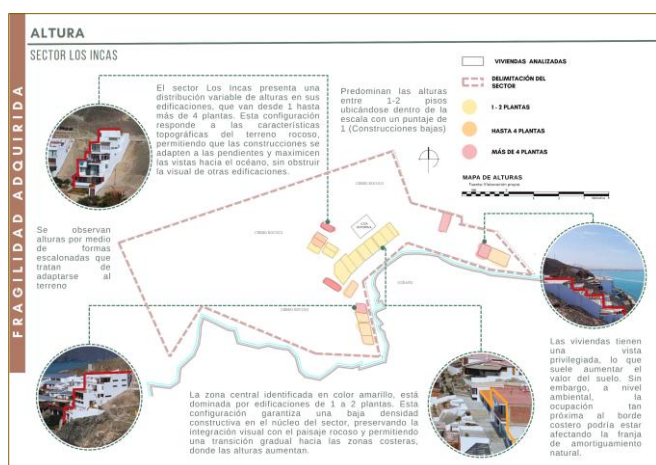 ALTURA
SECTOR LOS INCAS
FRAGILIDAD ADQUIRIDA
El sector Los Incas presenta una
distribución variable de alturas en sus
edificaciones, que van desde 1 hasta
más de 4 plantas. Esta configuración
responde a las características
topográficas del terreno rocoso,
permitiendo que las construcciones se
adapten a las pendientes y maximicen
las vistas hacia el océano, sin obstruir
la visual de otras edificaciones.
Predominan las alturas
entre 1-2 pisos
ubicándose dentro de la
escala con un puntaje de
1 (Construcciones bajas)
VIVIENDAS ANALIZADAS
DELIMITACIÓN DEL
SECTOR
1 - 2 PLANTAS
HASTA 4 PLANTAS
MÁS DE 4 PLANTAS
MAPA DE ALTURAS
Se observan
alturas por medio
de formas
escalonadas que
tratan de
adaptarse al
terreno
La zona central identificada en color amarillo, está
dominada por edificaciones de 1 a 2 plantas. Esta
configuración garantiza una baja densidad
constructiva en el núcleo del sector, preservando la
integración visual con el paisaje rocoso y permitiendo
una transición gradual hacia las zonas costeras,
donde las alturas aumentan.
Las viviendas tienen
una vista
privilegiada, lo que
suele aumentar el
valor del suelo. Sin
embargo, a nivel
ambiental, la
ocupación tan
próxima al borde
costero podría estar
afectando la franja
de amortiguamiento
natural.